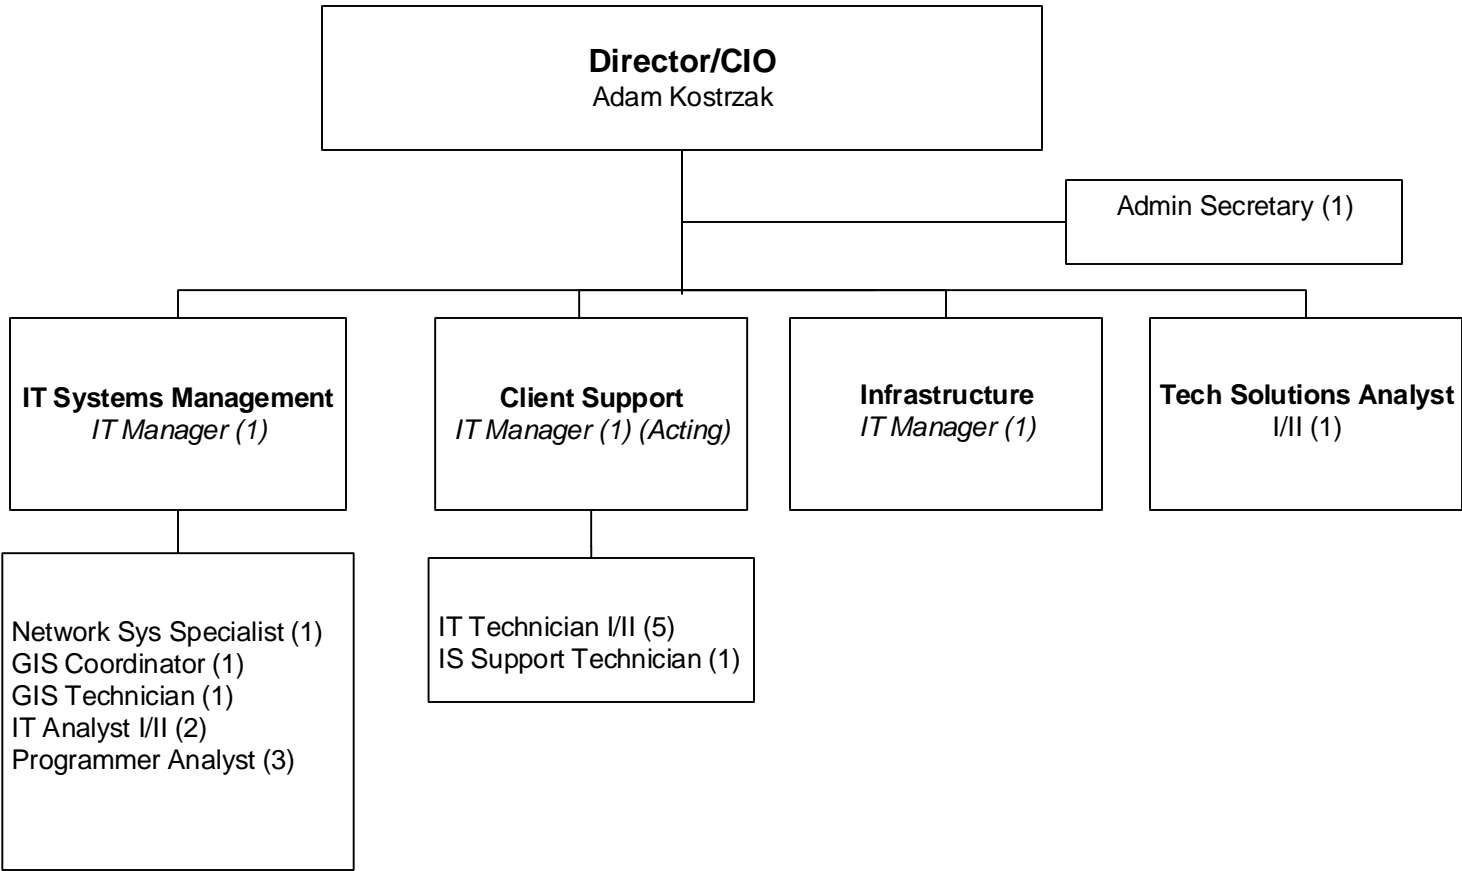 Director/CIO
Adam Kostrzak
Admin Secretary (1)
IT Systems Management
IT Manager (1)
Client Support
IT Manager (1) (Acting)
Infrastructure
IT Manager (1)
Tech Solutions Analyst
I/II (1)
Network Sys Specialist (1)
GIS Coordinator (1)
GIS Technician (1)
IT Analyst I/II (2)
Programmer Analyst (3)
IT Technician I/II (5)
IS Support Technician (1)